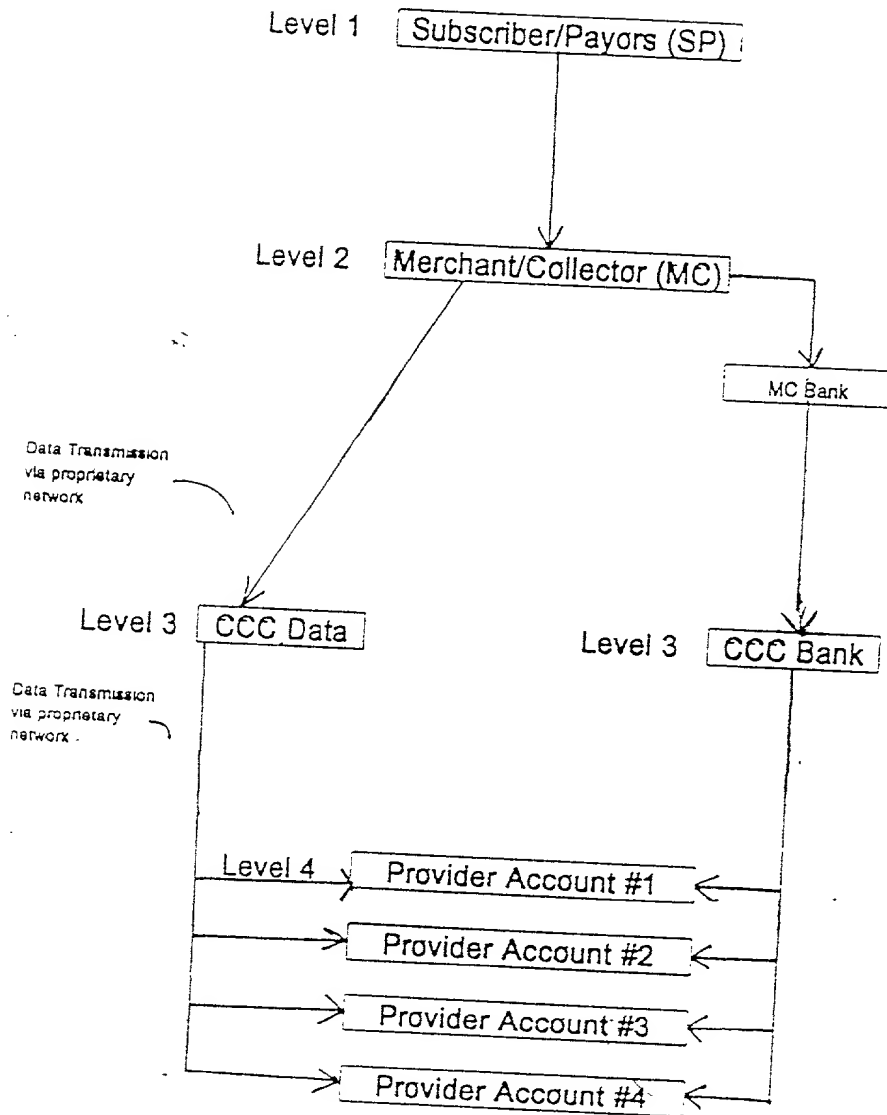 Level 1 Subscriber/Payors (SP)
Level 2 Merchant/Collector (MC)
MC Bank
Data Transmission
via proprietary
network
Level 3 CCC Data
Level 3 CCC Bank
Data Transmission
via proprietary
network
Level 4 Provider Account #1
Provider Account #2
Provider Account #3
Provider Account #4